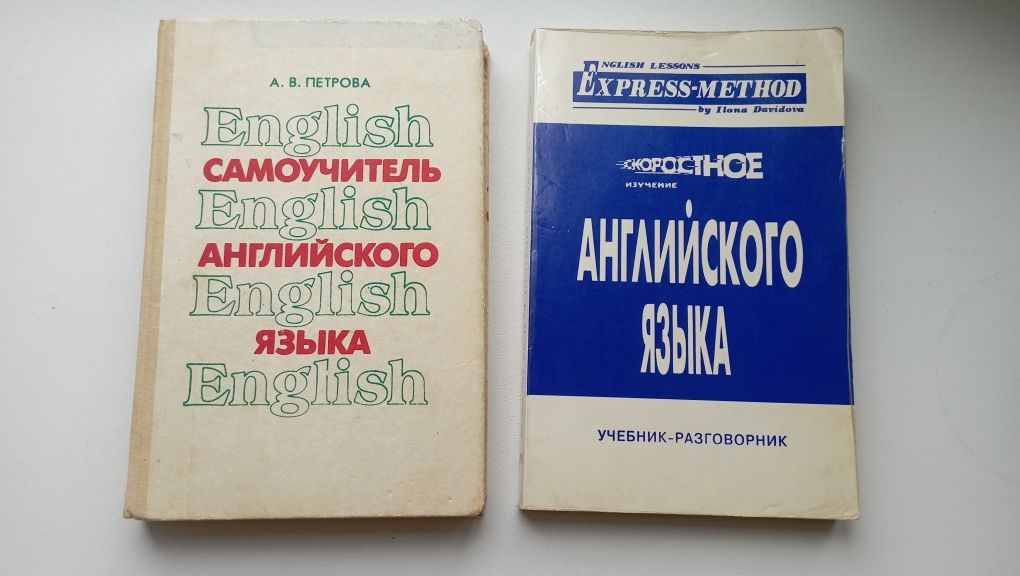 А. В. ПЕТРОВА
English
САМОУЧИТЕЛЬ
English
АНГЛИЙСКОГО
English
ЯЗЫКА
English
ENGLISH LESSONS
EXPRESS-METHOD
by Ilona Davidova
СКОРОСТНОЕ
ИЗУЧЕНИЕ
АНГЛИЙСКОГО
ЯЗЫКА
УЧЕБНИК-РАЗГОВОРНИК